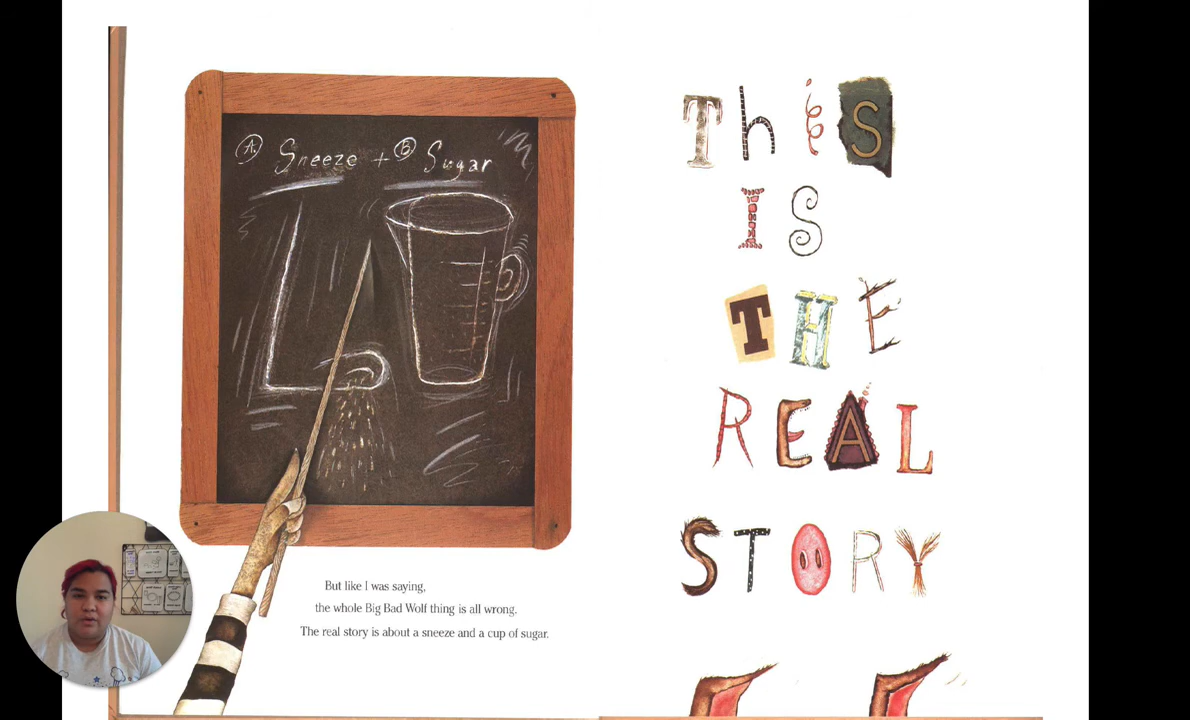 Ⓐ Sneeze + Ⓑ Sugar
But like I was saying,
the whole Big Bad Wolf thing is all wrong.
The real story is about a sneeze and a cup of sugar.
This
IS
THE
REAL
STORY